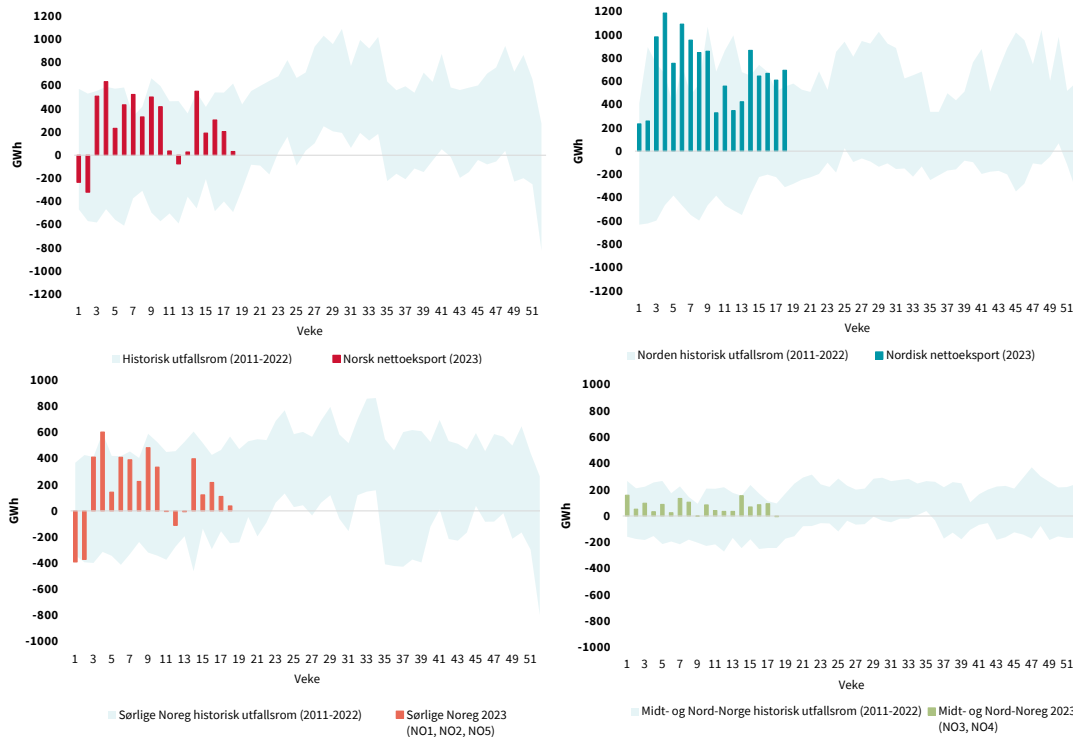 1200
1000
800
600
400
200
0
-200
-400
-600
-800
-1000
-1200
GWh
1 3 5 7 9 11 13 15 17 19 21 23 25 27 29 31 33 35 37 39 41 43 45 47 49 51
Veke
Historisk utfallsrom (2011-2022) Norsk nettoeksport (2023)
1200
1000
800
600
400
200
0
-200
-400
-600
-800
-1000
-1200
GWh
1 3 5 7 9 11 13 15 17 19 21 23 25 27 29 31 33 35 37 39 41 43 45 47 49 51
Veke
Norden historisk utfallsrom (2011-2022) Nordisk nettoeksport (2023)
1000
800
600
400
200
0
-200
-400
-600
-800
-1000
GWh
1 3 5 7 9 11 13 15 17 19 21 23 25 27 29 31 33 35 37 39 41 43 45 47 49 51
Veke
Sørlige Noreg historisk utfallsrom (2011-2022) Sørlige Noreg 2023
(NO1, NO2, NO5)
1000
800
600
400
200
0
-200
-400
-600
-800
-1000
GWh
1 3 5 7 9 11 13 15 17 19 21 23 25 27 29 31 33 35 37 39 41 43 45 47 49 51
Veke
Midt- og Nord-Norge historisk utfallsrom (2011-2022) Midt- og Nord-Noreg 2023
(NO3, NO4)